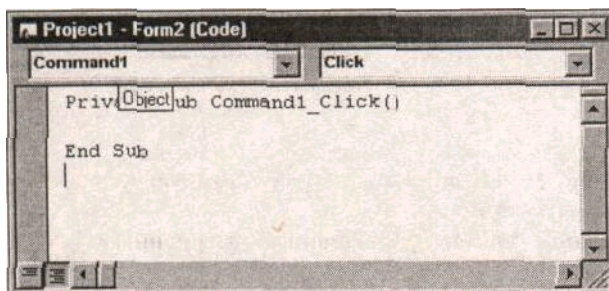 Project1 - Form2 (Code)
Command1 Click
Priv Object ub Command1_Click()
End Sub